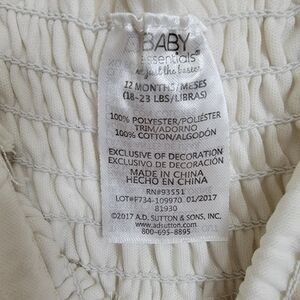 BABY
essentials
just the basics
12 MONTHS/MESES
(18-23 LBS/LIBRAS)
100% POLYESTER/POLIÉSTER
TRIM/ADORNO
100% COTTON/ALGODÓN
EXCLUSIVE OF DECORATION
EXCLUSIVO DE DECORACIÓN
MADE IN CHINA
HECHO EN CHINA
RN#93551
LOT#F734-109970 01/2017
81930
©2017 A.D. SUTTON & SONS, INC.
www.adsutton.com
800-695-8895